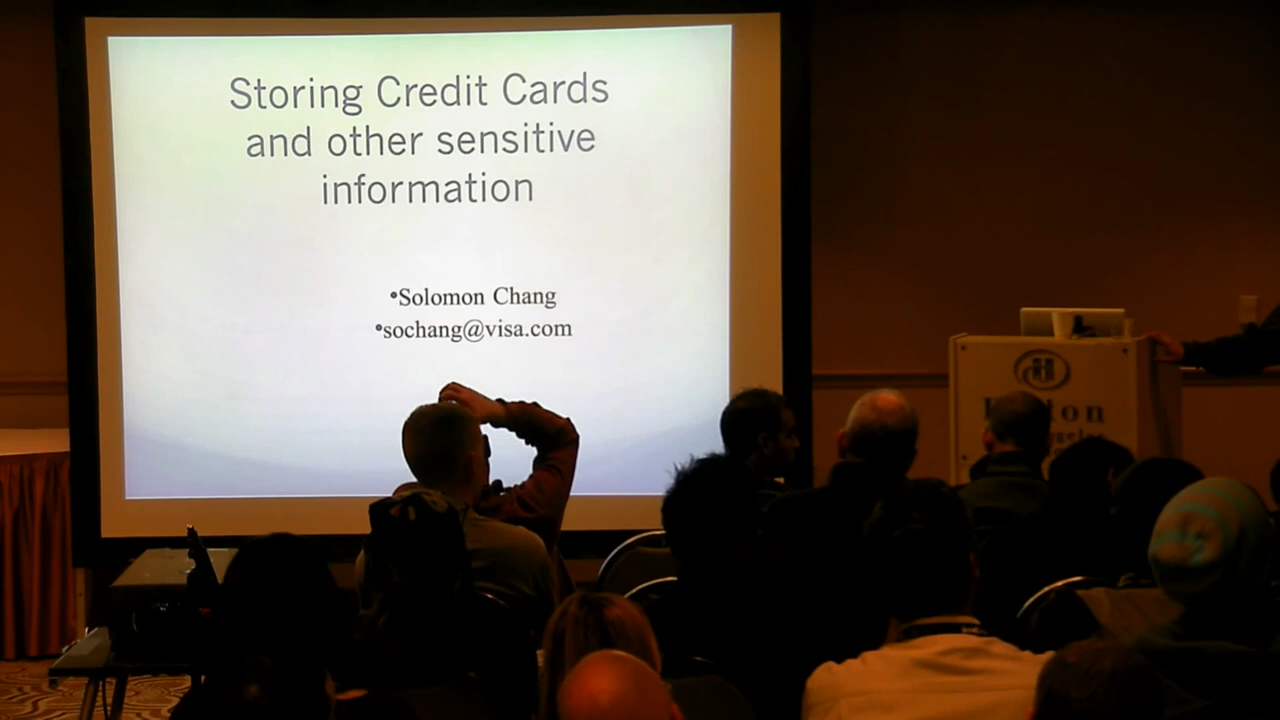 Storing Credit Cards
and other sensitive
information
•Solomon Chang
•sochang@visa.com